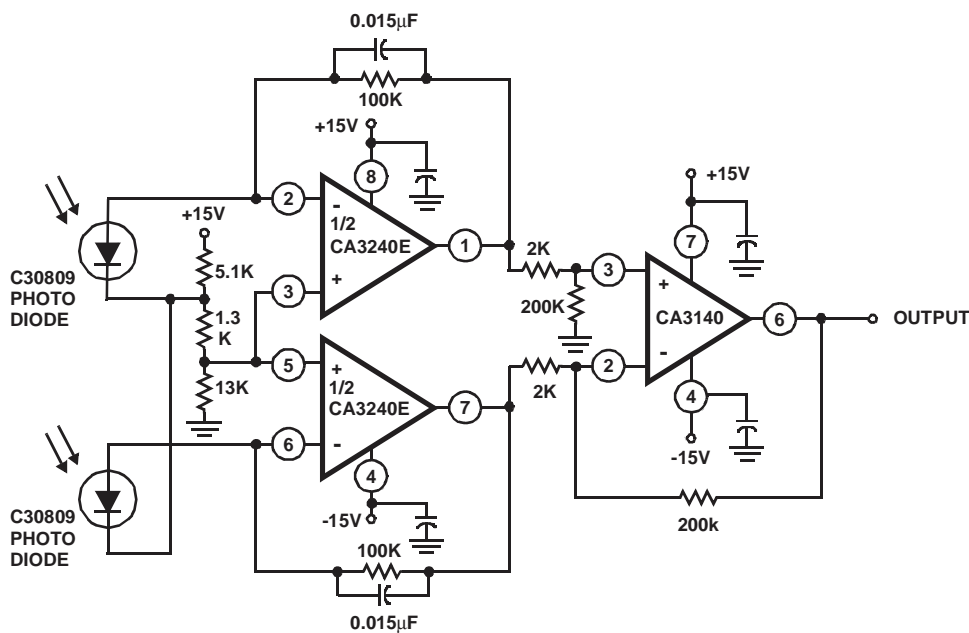 0.015μF
100K
+15V
8
2
-
1/2
CA3240E
+
1
3
+15V
5.1K
1.3
K
13K
C30809
PHOTO
DIODE
5
+
1/2
CA3240E
-
7
6
4
-15V
100K
0.015μF
C30809
PHOTO
DIODE
2K
200K
2K
3
2
+15V
7
+
CA3140
-
6
OUTPUT
4
-15V
200k